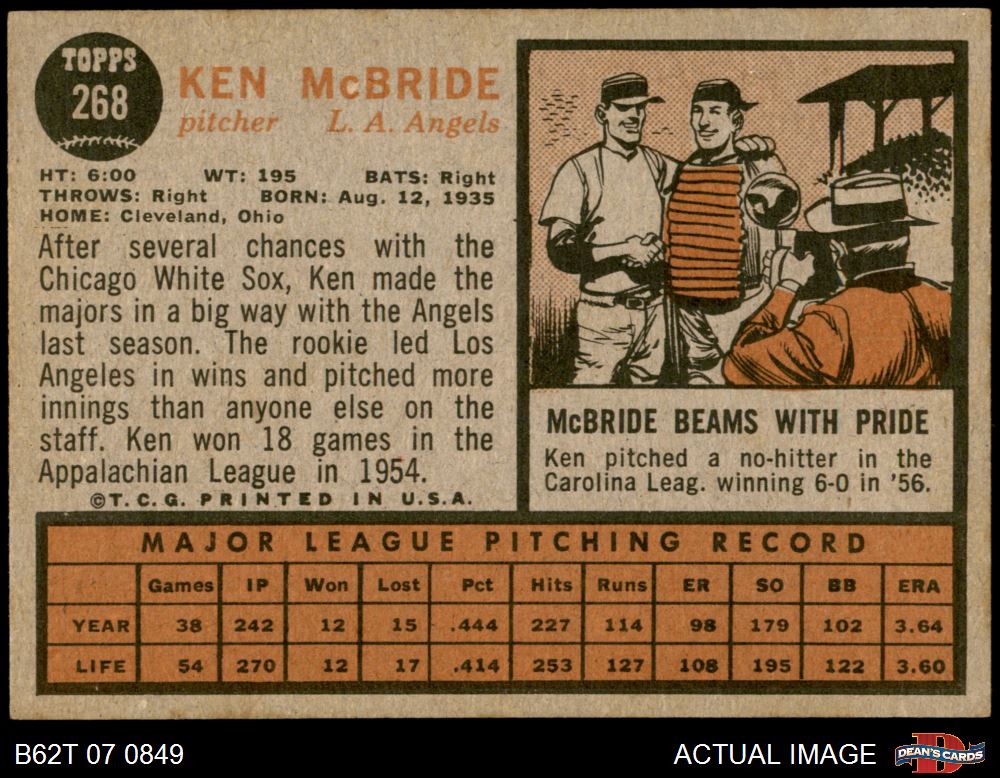 TOPPS
268
KEN McBRIDE
pitcher L. A. Angels
HT: 6:00 WT: 195 BATS: Right
THROWS: Right BORN: Aug. 12, 1935
HOME: Cleveland, Ohio
After several chances with the
Chicago White Sox, Ken made the
majors in a big way with the Angels
last season. The rookie led Los
Angeles in wins and pitched more
innings than anyone else on the
staff. Ken won 18 games in the
Appalachian League in 1954.
©T.C.G. PRINTED IN U.S.A.
McBRIDE BEAMS WITH PRIDE
Ken pitched a no-hitter in the
Carolina Leag. winning 6-0 in '56.
MAJOR LEAGUE PITCHING RECORD
Games IP Won Lost Pct Hits Runs ER SO BB ERA
YEAR 38 242 12 15 .444 227 114 98 179 102 3.64
LIFE 54 270 12 17 .414 253 127 108 195 122 3.60
B62T 07 0849 ACTUAL IMAGE DEAN'S CARDS